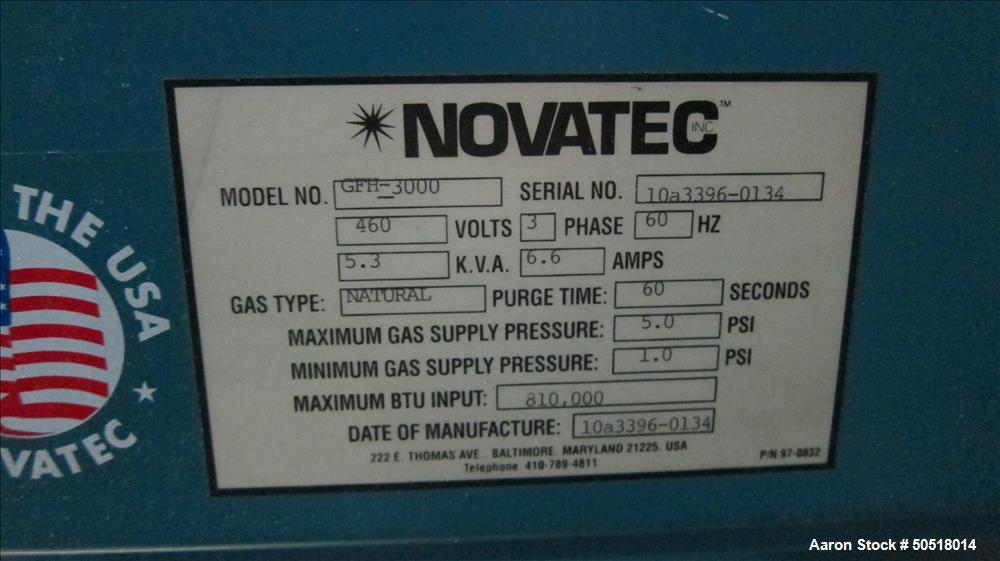 NOVATEC INC ™
MODEL NO. GFH-3000 SERIAL NO. 10a3396-0134
460 VOLTS 3 PHASE 60 HZ
5.3 K.V.A. 6.6 AMPS
GAS TYPE: NATURAL PURGE TIME: 60 SECONDS
MAXIMUM GAS SUPPLY PRESSURE: 5.0 PSI
MINIMUM GAS SUPPLY PRESSURE: 1.0 PSI
MAXIMUM BTU INPUT: 810,000
DATE OF MANUFACTURE: 10a3396-0134
222 E. THOMAS AVE. BALTIMORE, MARYLAND 21225. USA
Telephone 410-789-4811
P/N 97-0832
THE USA
VATEC
Aaron Stock # 50518014